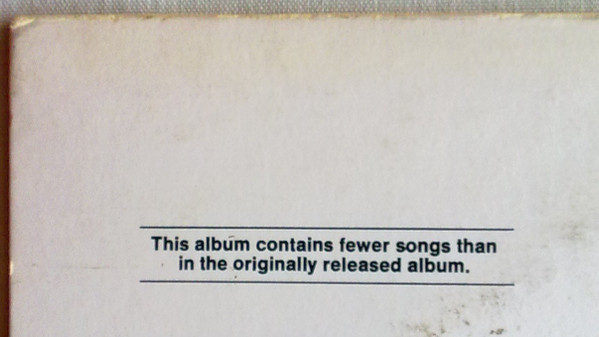 This album contains fewer songs than
in the originally released album.